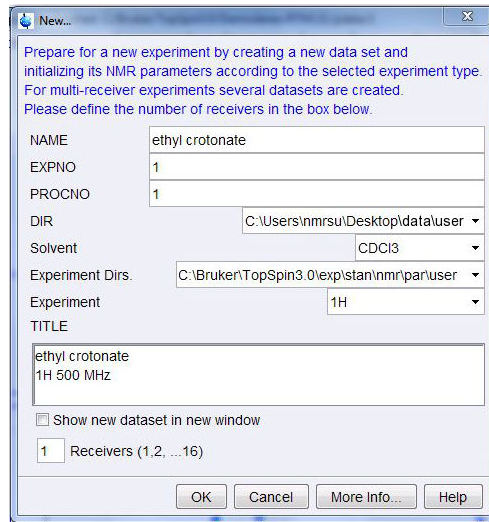 New...
Prepare for a new experiment by creating a new data set and
initializing its NMR parameters according to the selected experiment type.
For multi-receiver experiments several datasets are created.
Please define the number of receivers in the box below.
NAME ethyl crotonate
EXPNO 1
PROCNO 1
DIR C:\Users\nmrsu\Desktop\data\user
Solvent CDCl3
Experiment Dirs. C:\Bruker\TopSpin3.0\exp\stan\nmr\par\user
Experiment 1H
TITLE
ethyl crotonate
1H 500 MHz
Show new dataset in new window
1 Receivers (1,2, ...16)
OK Cancel More Info... Help